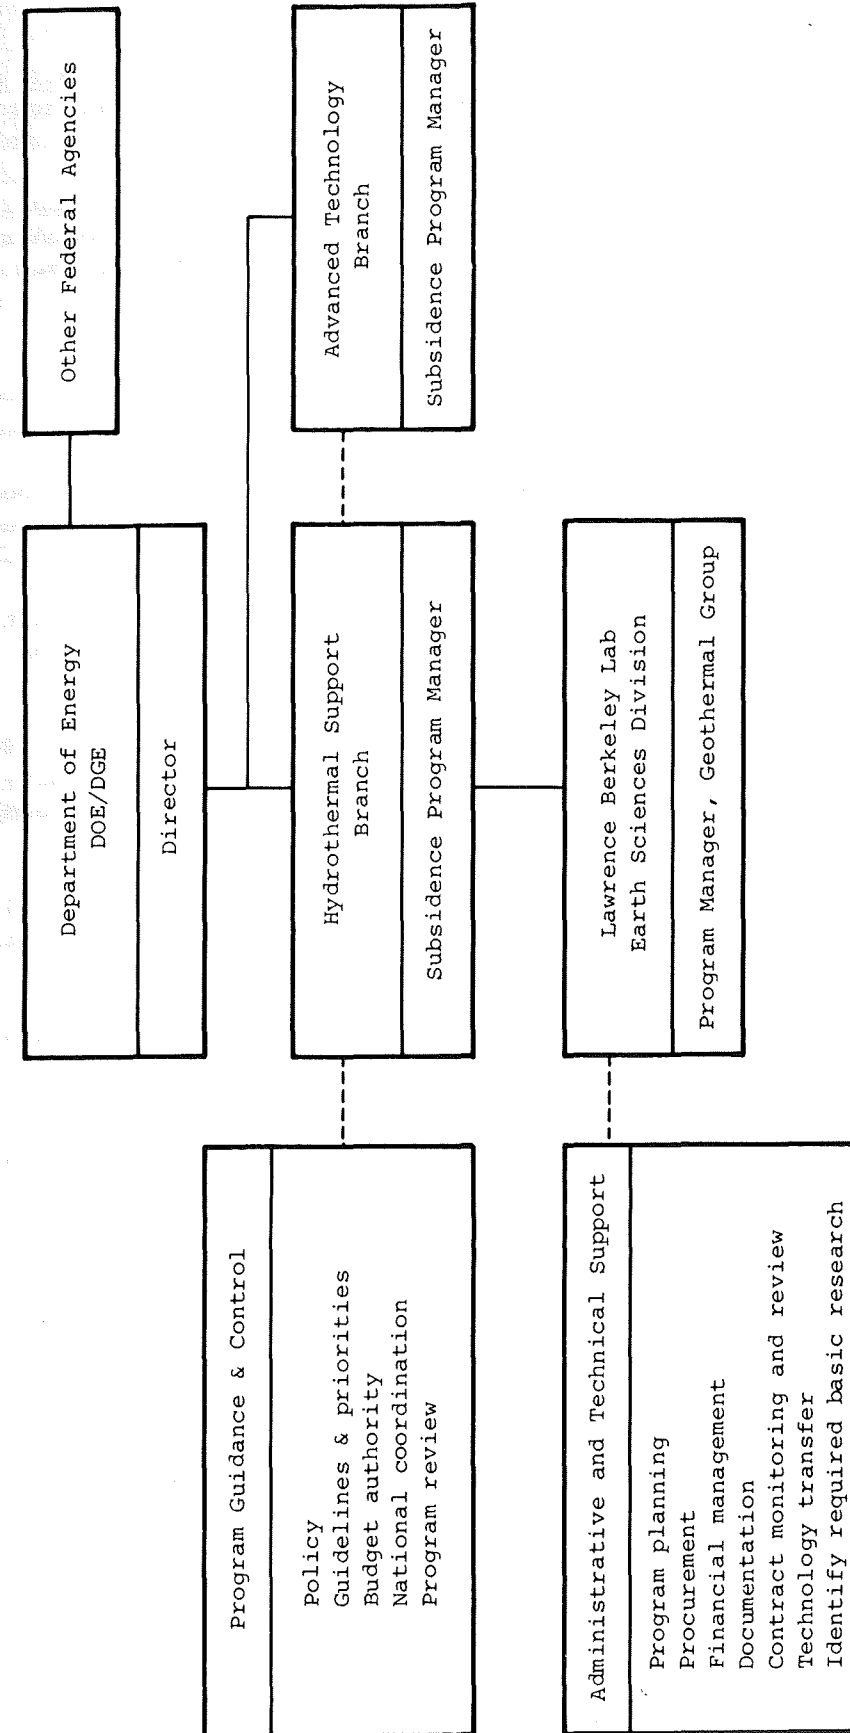 Other Federal Agencies
Department of Energy
DOE/DGE
Director
Advanced Technology
Branch
Subsidence Program Manager
Hydrothermal Support
Branch
Subsidence Program Manager
Program Guidance & Control
Policy
Guidelines & priorities
Budget authority
National coordination
Program review
Lawrence Berkeley Lab
Earth Sciences Division
Program Manager, Geothermal Group
Administrative and Technical Support
Program planning
Procurement
Financial management
Documentation
Contract monitoring and review
Technology transfer
Identify required basic research